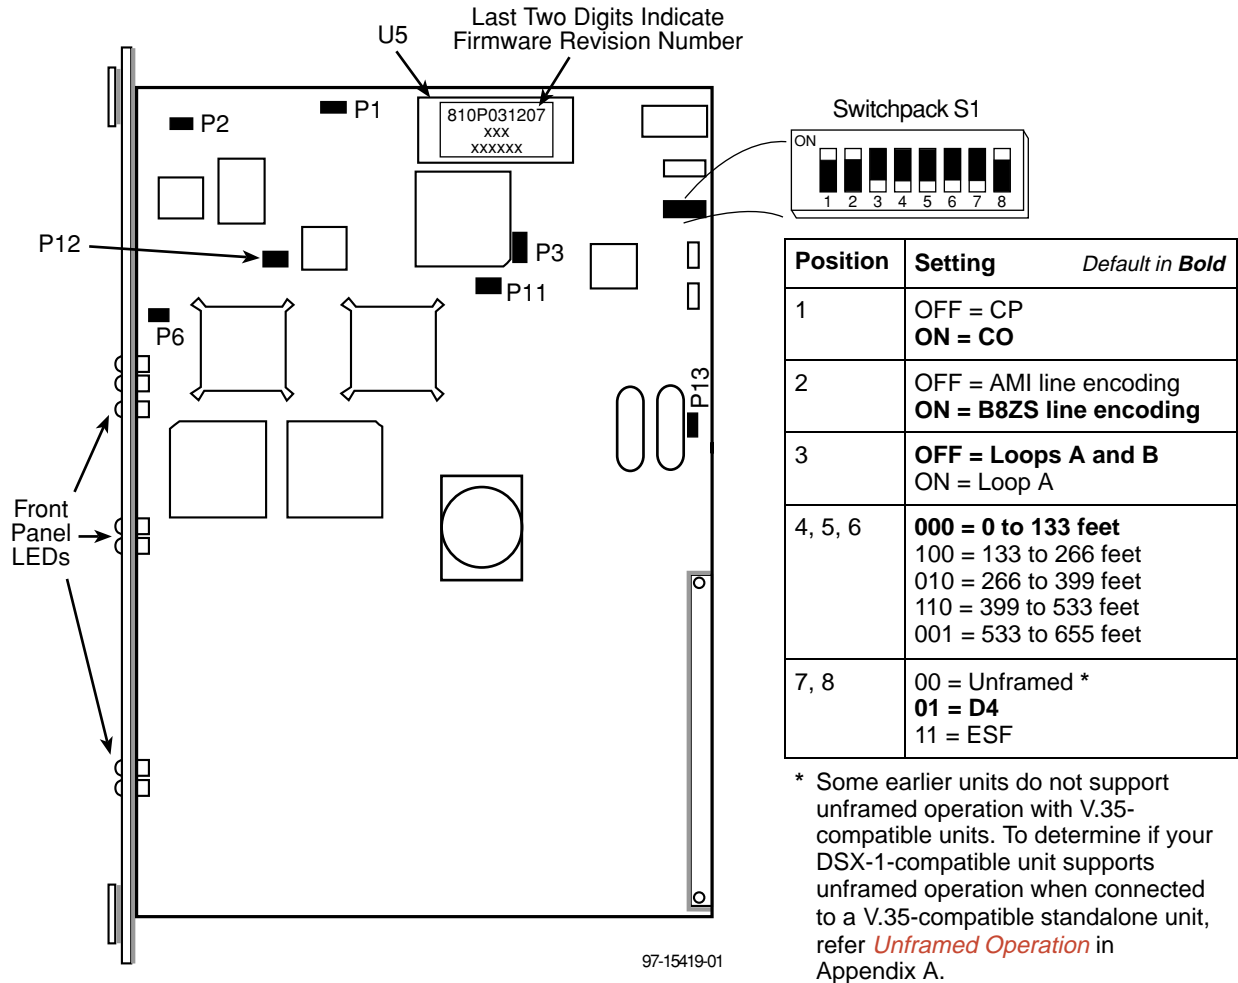 Last Two Digits Indicate
Firmware Revision Number
U5
P1
P2
810P031207
xxx
xxxxxx
P12
P3
P11
P6
P13
Front
Panel
LEDs
97-15419-01
Switchpack S1
ON
1 2 3 4 5 6 7 8
Position Setting Default in Bold
1 OFF = CP
ON = CO
2 OFF = AMI line encoding
ON = B8ZS line encoding
3 OFF = Loops A and B
ON = Loop A
4, 5, 6 000 = 0 to 133 feet
100 = 133 to 266 feet
010 = 266 to 399 feet
110 = 399 to 533 feet
001 = 533 to 655 feet
7, 8 00 = Unframed *
01 = D4
11 = ESF
* Some earlier units do not support
unframed operation with V.35-
compatible units. To determine if your
DSX-1-compatible unit supports
unframed operation when connected
to a V.35-compatible standalone unit,
refer Unframed Operation in
Appendix A.